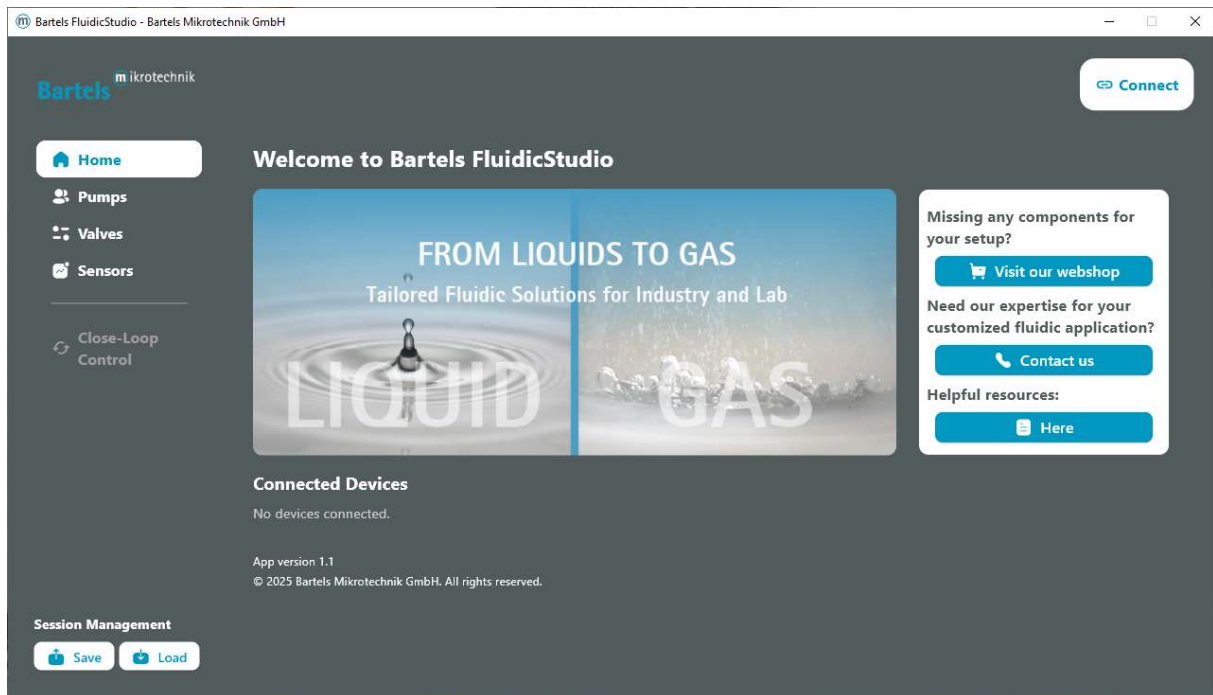 Bartels FluidicStudio - Bartels Mikrotechnik GmbH
Bartels mikrotechnik
Connect
Home
Pumps
Valves
Sensors
Close-Loop
Control
Welcome to Bartels FluidicStudio
FROM LIQUIDS TO GAS
Tailored Fluidic Solutions for Industry and Lab
LIQUID GAS
Missing any components for
your setup?
Visit our webshop
Need our expertise for your
customized fluidic application?
Contact us
Helpful resources:
Here
Connected Devices
No devices connected.
App version 1.1
© 2025 Bartels Mikrotechnik GmbH. All rights reserved.
Session Management
Save Load